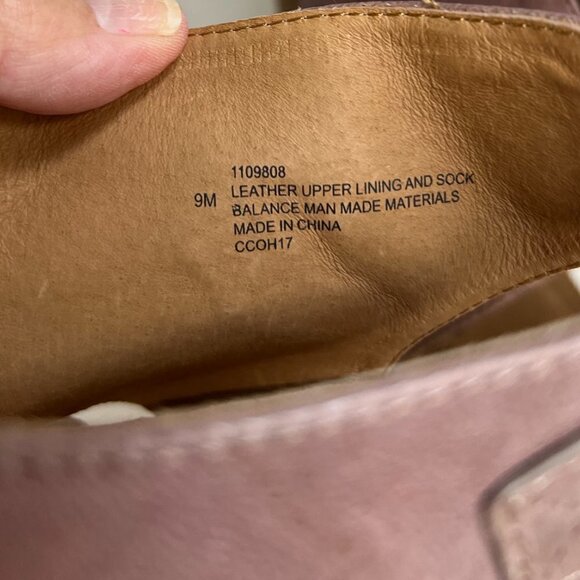 1109808
9M LEATHER UPPER LINING AND SOCK
BALANCE MAN MADE MATERIALS
MADE IN CHINA
CCOH17